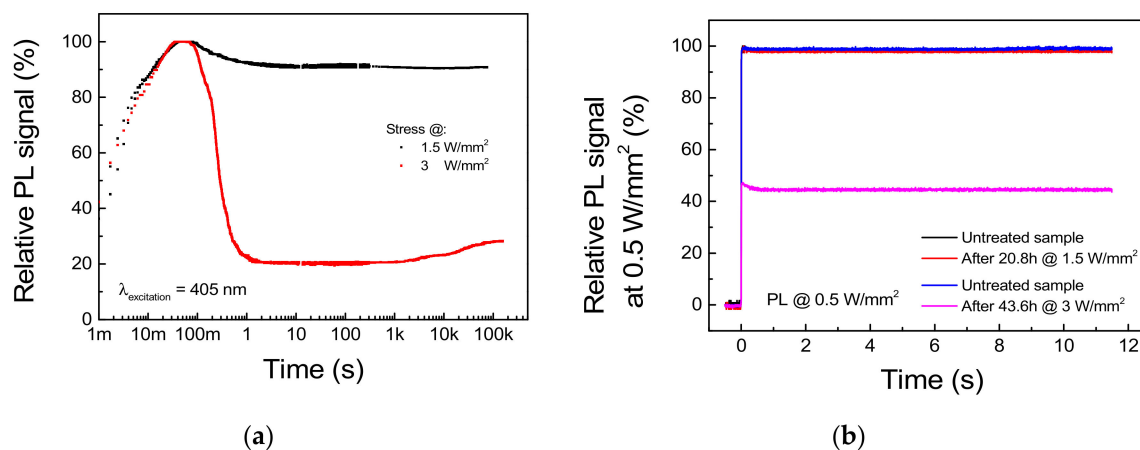 Relative PL signal (%)
100
80
60
40
20
0
Stress @:
1.5 W/mm²
3 W/mm²
λexcitation = 405 nm
1m 10m 100m 1 10 100 1k 10k 100k
Time (s)
(a)
Relative PL signal
at 0.5 W/mm² (%)
100
80
60
40
20
0
Untreated sample
After 20.8h @ 1.5 W/mm²
Untreated sample
After 43.6h @ 3 W/mm²
PL @ 0.5 W/mm²
0 2 4 6 8 10 12
Time (s)
(b)